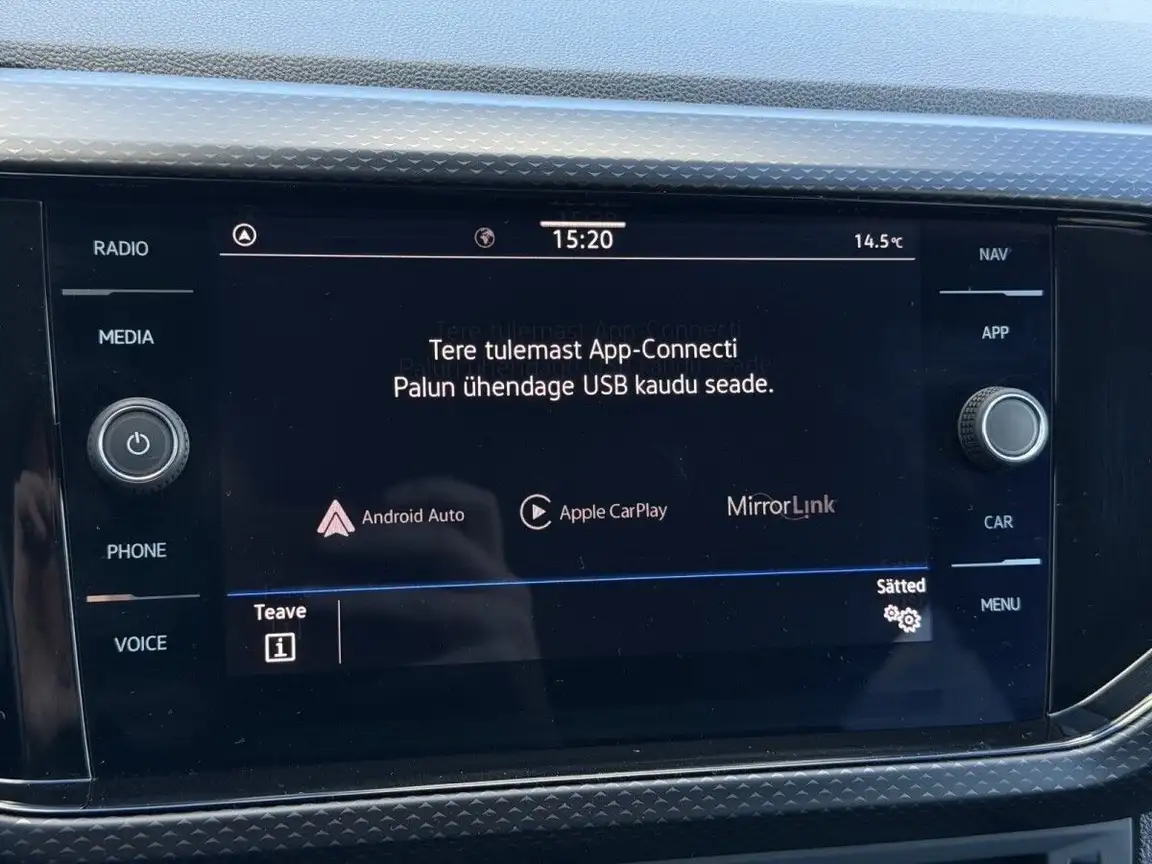 RADIO
MEDIA
PHONE
VOICE
15:20
14.5°C
Tere tulemast App-Connecti
Palun ühendage USB kaudu seade.
Android Auto
Apple CarPlay
MirrorLink
Teave
i
Sätted
NAV
APP
CAR
MENU